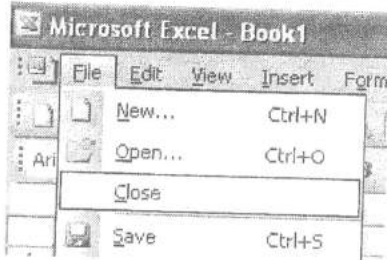 Microsoft Excel - Book1
File Edit View Insert Form
New... Ctrl+N
Ari Open... Ctrl+O
Close
Save Ctrl+S